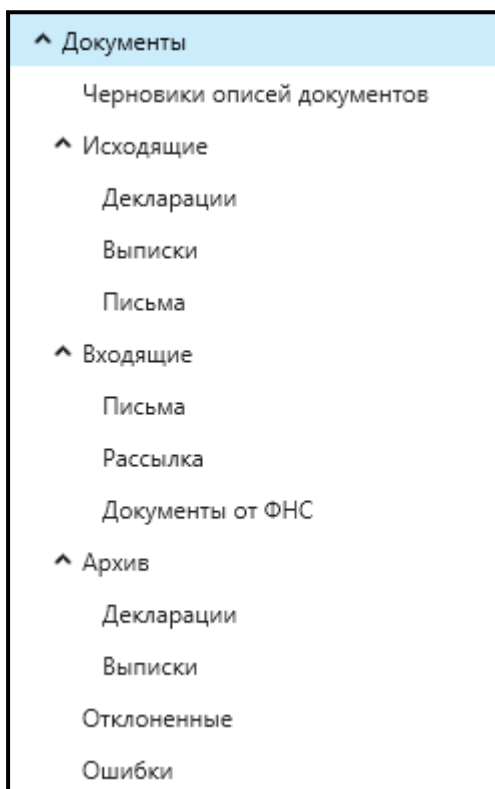 Документы
Черновики описей документов
Исходящие
Декларации
Выписки
Письма
Входящие
Письма
Рассылка
Документы от ФНС
Архив
Декларации
Выписки
Отклоненные
Ошибки